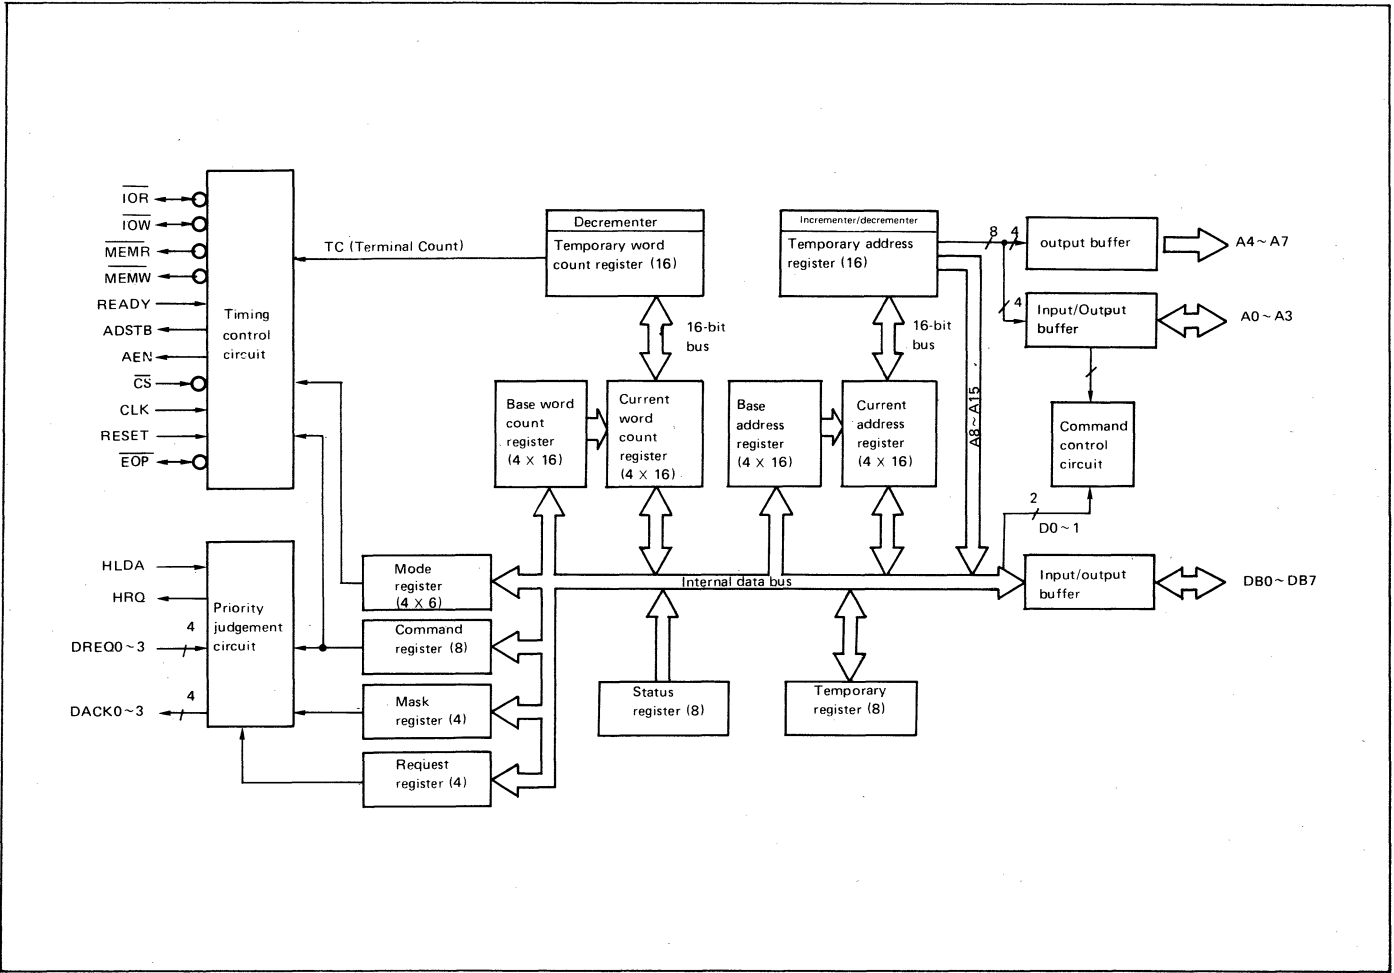 IOR
IOW
MEMR
MEMW
READY
ADSTB
AEN
CS
CLK
RESET
EOP
Timing
control
circuit
TC (Terminal Count)
Decrementer
Temporary word
count register (16)
Incrementer/decrementer
Temporary address
register (16)
8
4
output buffer
A4~A7
4
Input/Output
buffer
A0~A3
16-bit
bus
16-bit
bus
Base word
count
register
(4 X 16)
Current
word
count
register
(4 X 16)
Base
address
register
(4 X 16)
Current
address
register
(4 X 16)
A8~A15
Command
control
circuit
2
D0~1
HLDA
HRQ
4
DREQ0~3
4
DACK0~3
Priority
judgement
circuit
Mode
register
(4 X 6)
Command
register (8)
Mask
register (4)
Request
register (4)
Internal data bus
Input/output
buffer
DB0~DB7
Status
register (8)
Temporary
register (8)